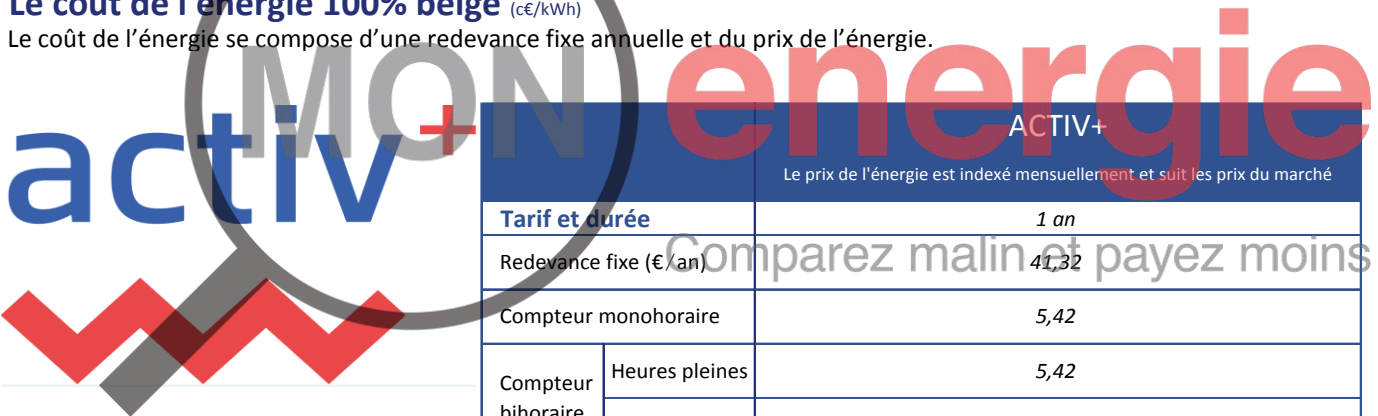 Le coût de l'énergie 100% belge (c€/kWh)
Le coût de l’énergie se compose d’une redevance fixe annuelle et du prix de l’énergie.
MON energie
activ+
ACTIV+
Le prix de l'énergie est indexé mensuellement et suit les prix du marché
Tarif et durée 1 an
Comparez malin et payez moins
Redevance fixe (€/an) 41,32
Compteur monohoraire 5,42
Compteur bihoraire
Heures pleines 5,42